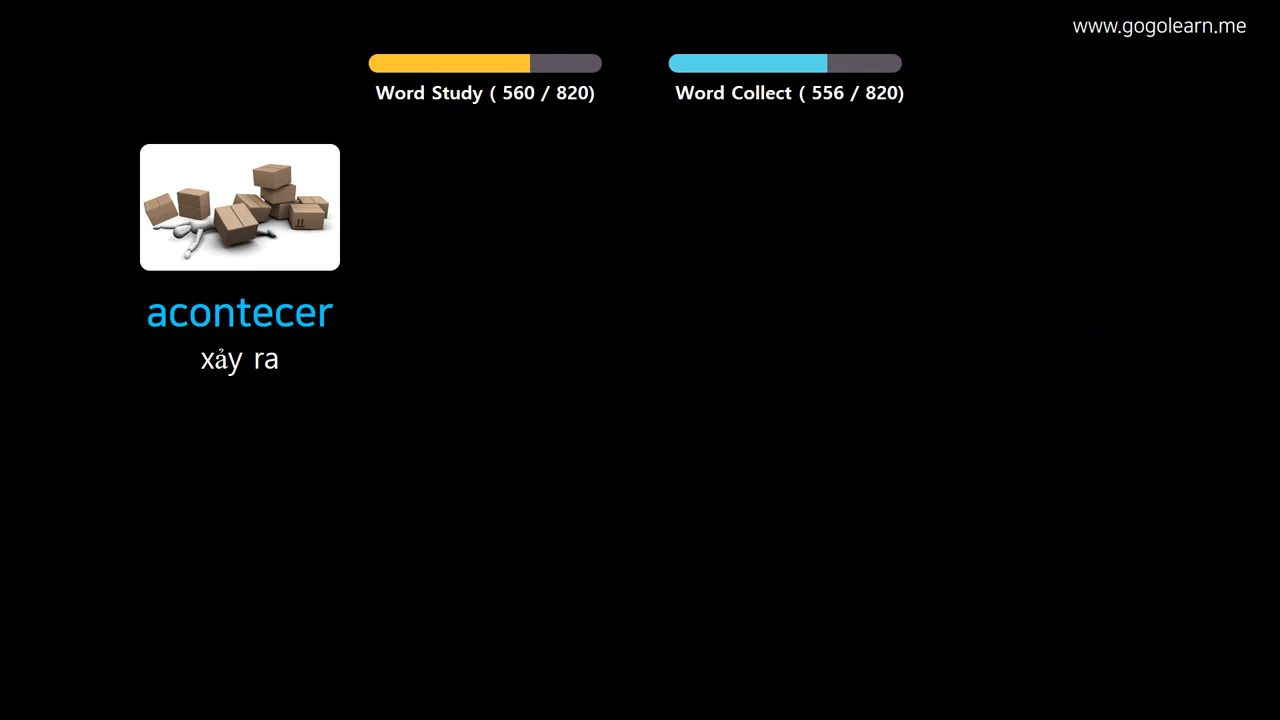 www.gogolearn.me
Word Study ( 560 / 820)
Word Collect ( 556 / 820)
acontecer
xảy ra